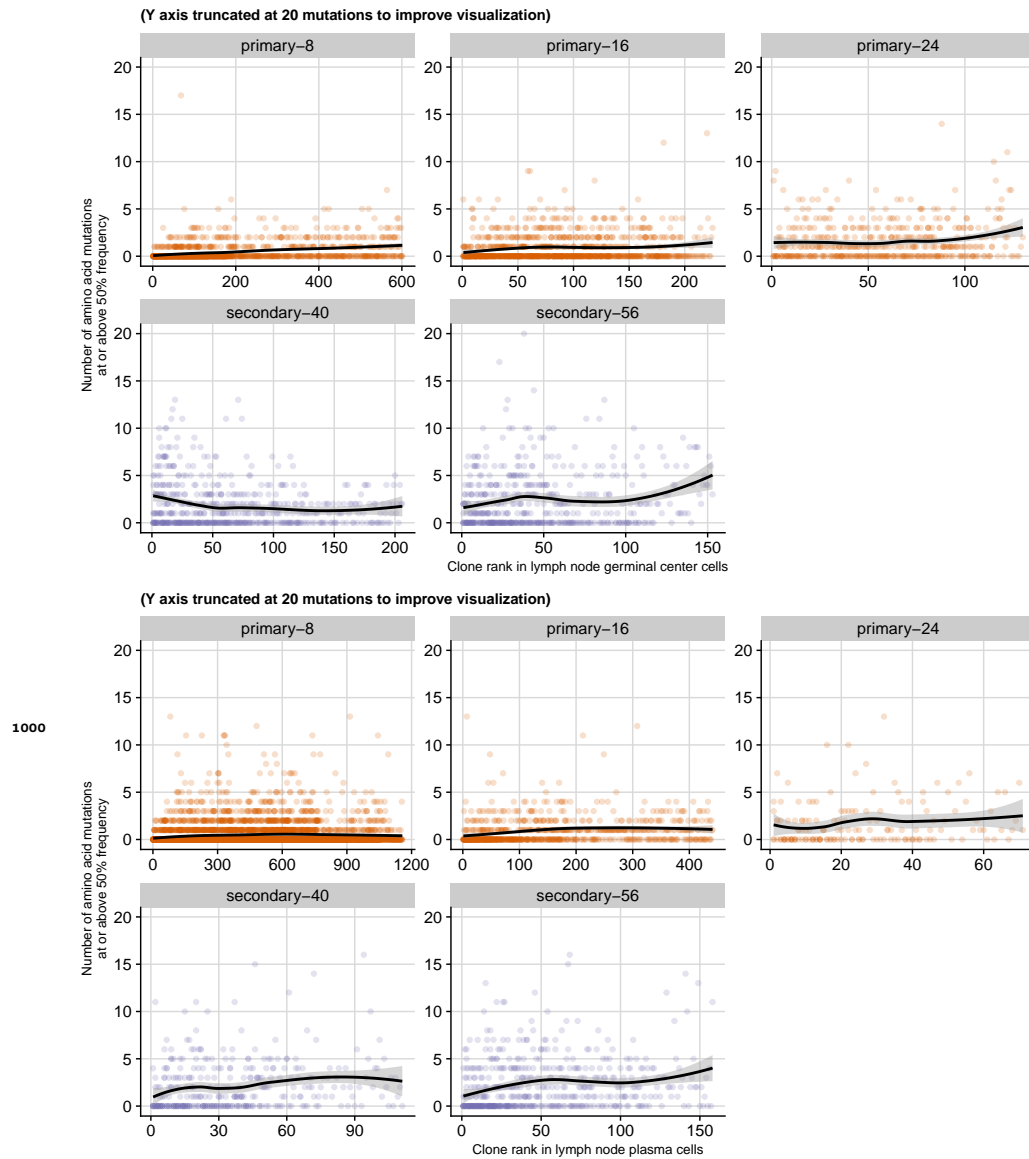 (Y axis truncated at 20 mutations to improve visualization)
primary−8
primary−16
primary−24
20
15
10
5
0
0 200 400 600
0 50 100 150 200
50 100
secondary−40
secondary−56
20
15
10
5
0
0 50 100 150 200
0 50 100 150
Number of amino acid mutations
at or above 50% frequency
Clone rank in lymph node germinal center cells
(Y axis truncated at 20 mutations to improve visualization)
primary−8
primary−16
primary−24
20
15
10
5
0
0 300 600 900 1156
0 100 200 300 400
0 20 40 60
1000
secondary−40
secondary−56
20
15
10
5
0
0 30 60 90
0 50 100 150
Number of amino acid mutations
at or above 50% frequency
Clone rank in lymph node plasma cells